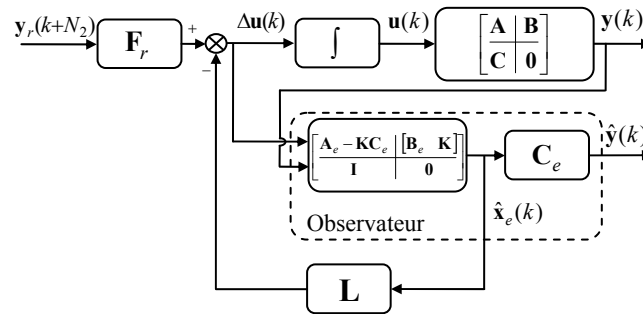 y_r(k+N_2)
F_r
+
−
Δu(k)
∫
u(k)
A B
C 0
y(k)
A_e − KC_e [B_e K]
I 0
C_e
ŷ(k)
x̂_e(k)
Observateur
L